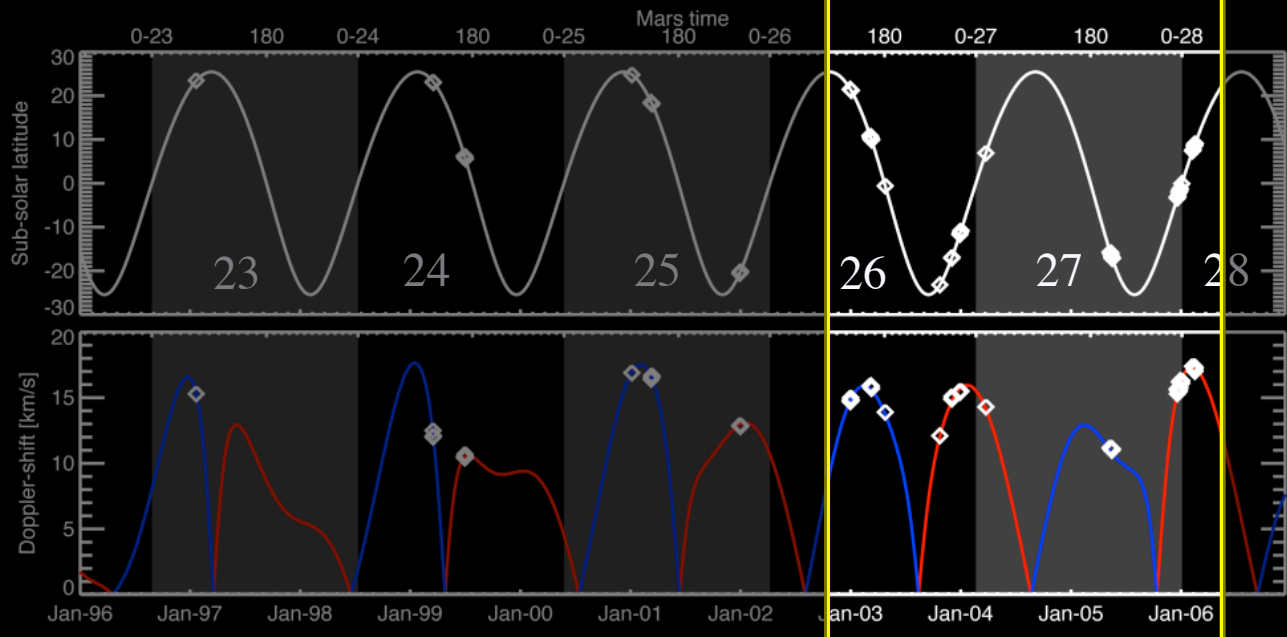 Mars time
0-23 180 0-24 180 0-25 180 0-26 180 0-27 180 0-28
Sub-solar latitude
30
20
10
0
-10
-20
-30
23 24 25 26 27 28
Doppler-shift [km/s]
20
15
10
5
0
Jan-96 Jan-97 Jan-98 Jan-99 Jan-00 Jan-01 Jan-02 Jan-03 Jan-04 Jan-05 Jan-06